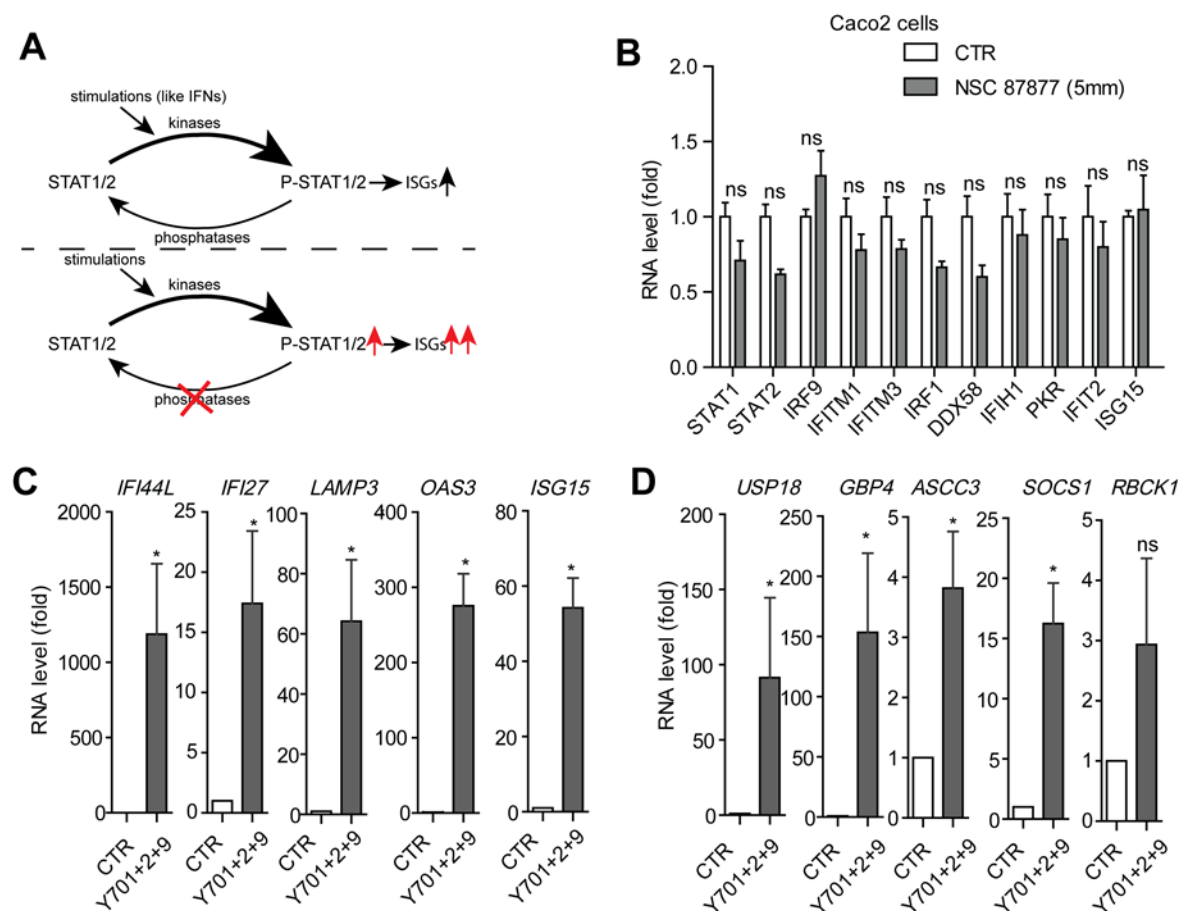 A
stimulations (like IFNs)
kinases
STAT1/2
P-STAT1/2
ISGs
phosphatases
stimulations
kinases
STAT1/2
P-STAT1/2
ISGs
phosphatases
B
Caco2 cells
CTR
NSC 87877 (5mm)
RNA level (fold)
2.0
1.5
1.0
0.5
0.0
ns ns ns ns ns ns ns ns ns ns ns
STAT1 STAT2 IRF9 IFITM1 IFITM3 IRF1 DDX58 IFIH1 PKR IFIT2 ISG15
C
IFI44L IFI27 LAMP3 OAS3 ISG15
RNA level (fold)
2000
1500
1000
500
0
*
CTR Y701+2+9
25
20
15
10
5
0
*
CTR Y701+2+9
100
80
60
40
20
0
*
CTR Y701+2+9
400
300
200
100
0
*
CTR Y701+2+9
80
60
40
20
0
*
CTR Y701+2+9
D
USP18 GBP4 ASCC3 SOCS1 RBCK1
RNA level (fold)
200
150
100
50
0
*
CTR Y701+2+9
250
200
150
100
50
0
*
CTR Y701+2+9
5
4
3
2
1
0
*
CTR Y701+2+9
25
20
15
10
5
0
*
CTR Y701+2+9
5
4
3
2
1
0
ns
CTR Y701+2+9